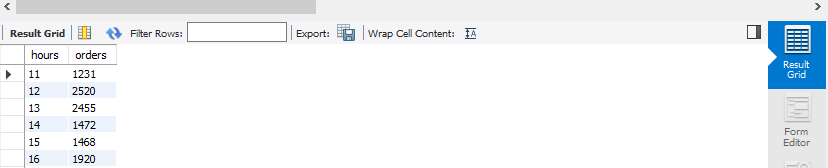 Result Grid Filter Rows: Export: Wrap Cell Content: IA
hours orders
11 1231
12 2520
13 2455
14 1472
15 1468
16 1920
Result
Grid
Form
Editor